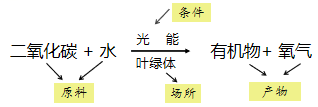 条件
光 能
二氧化碳 + 水 有机物+ 氧气
叶绿体
原料 场所 产物